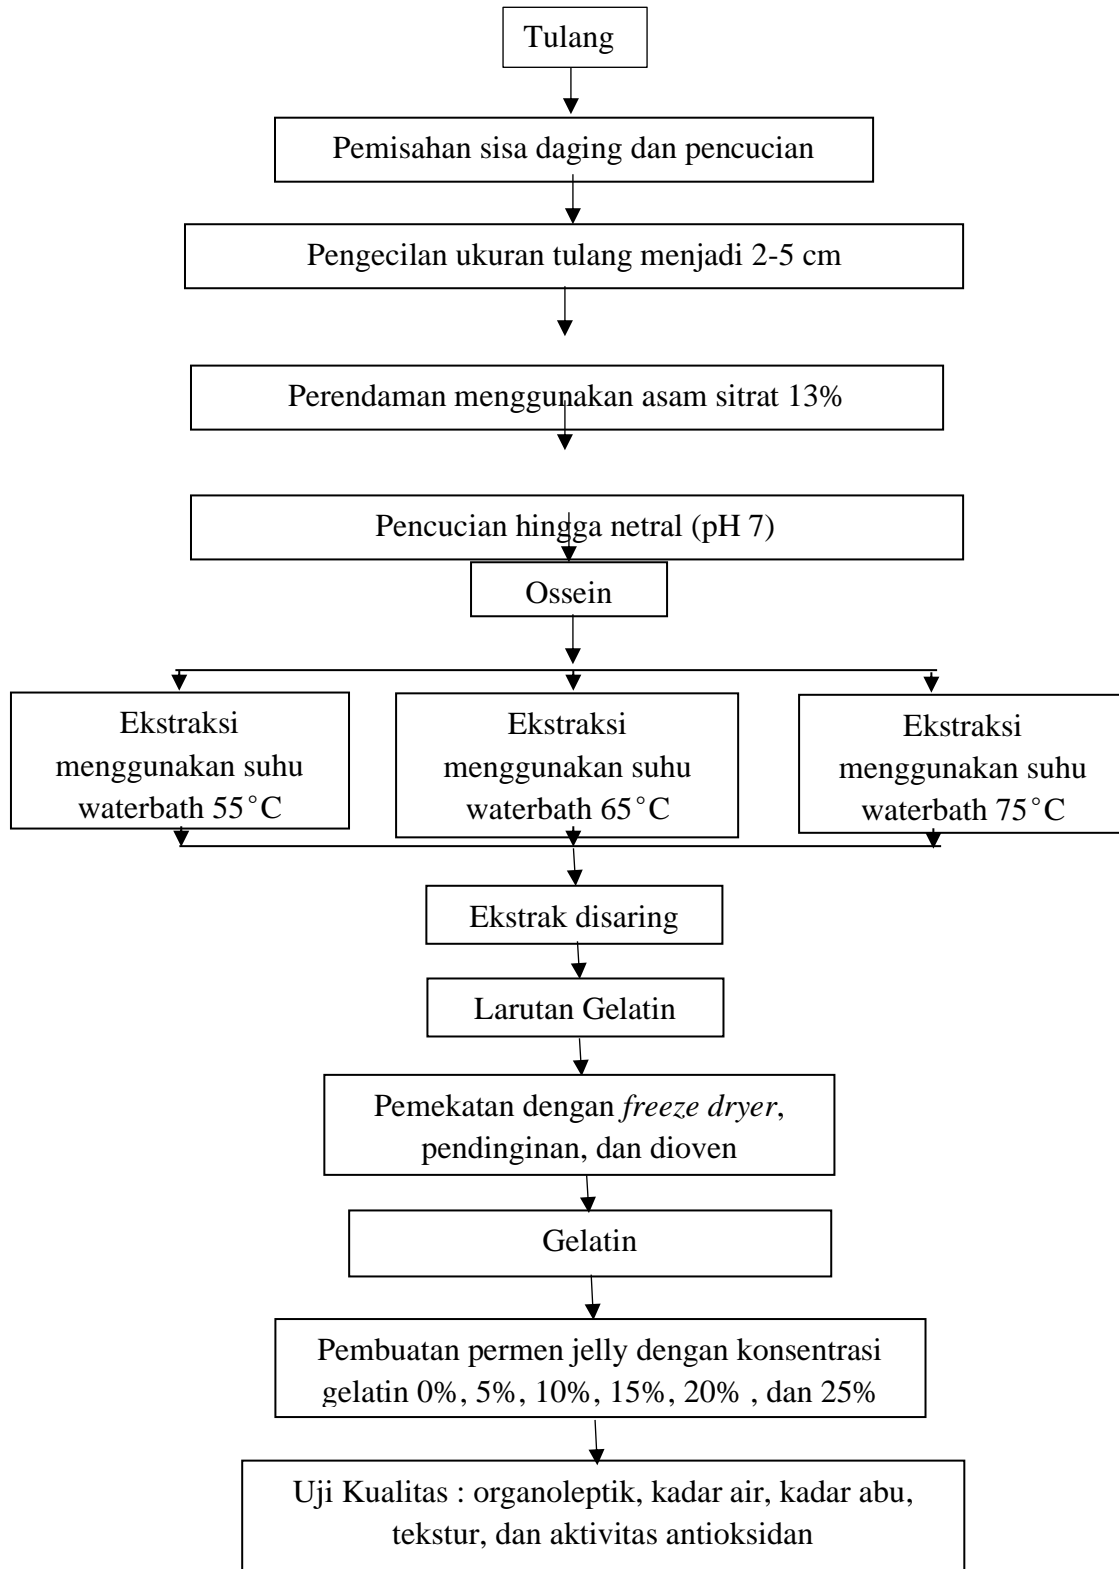 Tulang
Pemisahan sisa daging dan pencucian
Pengecilan ukuran tulang menjadi 2-5 cm
Perendaman menggunakan asam sitrat 13%
Pencucian hingga netral (pH 7)
Ossein
Ekstraksi
menggunakan suhu
waterbath 55°C
Ekstraksi
menggunakan suhu
waterbath 65°C
Ekstraksi
menggunakan suhu
waterbath 75°C
Ekstrak disaring
Larutan Gelatin
Pemekatan dengan freeze dryer,
pendinginan, dan dioven
Gelatin
Pembuatan permen jelly dengan konsentrasi
gelatin 0%, 5%, 10%, 15%, 20% , dan 25%
Uji Kualitas : organoleptik, kadar air, kadar abu,
tekstur, dan aktivitas antioksidan